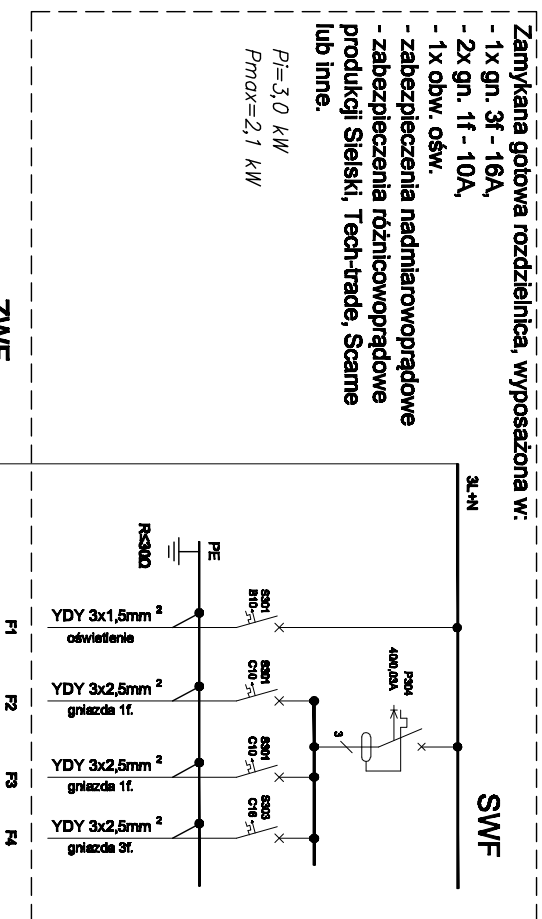 Zamykana gotowa rozdzielnica, wyposażona w:
- 1x gn. 3f - 16A,
- 2x gn. 1f - 10A,
- 1x obw. ośw.
- zabezpieczenia nadmiarowoprądowe
- zabezpieczenia różnicowoprądowe
produkcji Sielski, Tech-trade, Scame
lub inne.
Pi=3,0 kW
Pmax=2,1 kW
SWF
3L+N
P304
40/0,03A
3
S301
B10
S301
C10
S301
C10
S303
C16
PE
R≤30Ω
YDY 3x1,5mm ²
oświetlenie
YDY 3x2,5mm ²
gniazda 1f.
YDY 3x2,5mm ²
gniazda 1f.
YDY 3x2,5mm ²
gniazda 3f.
F1
F2
F3
F4